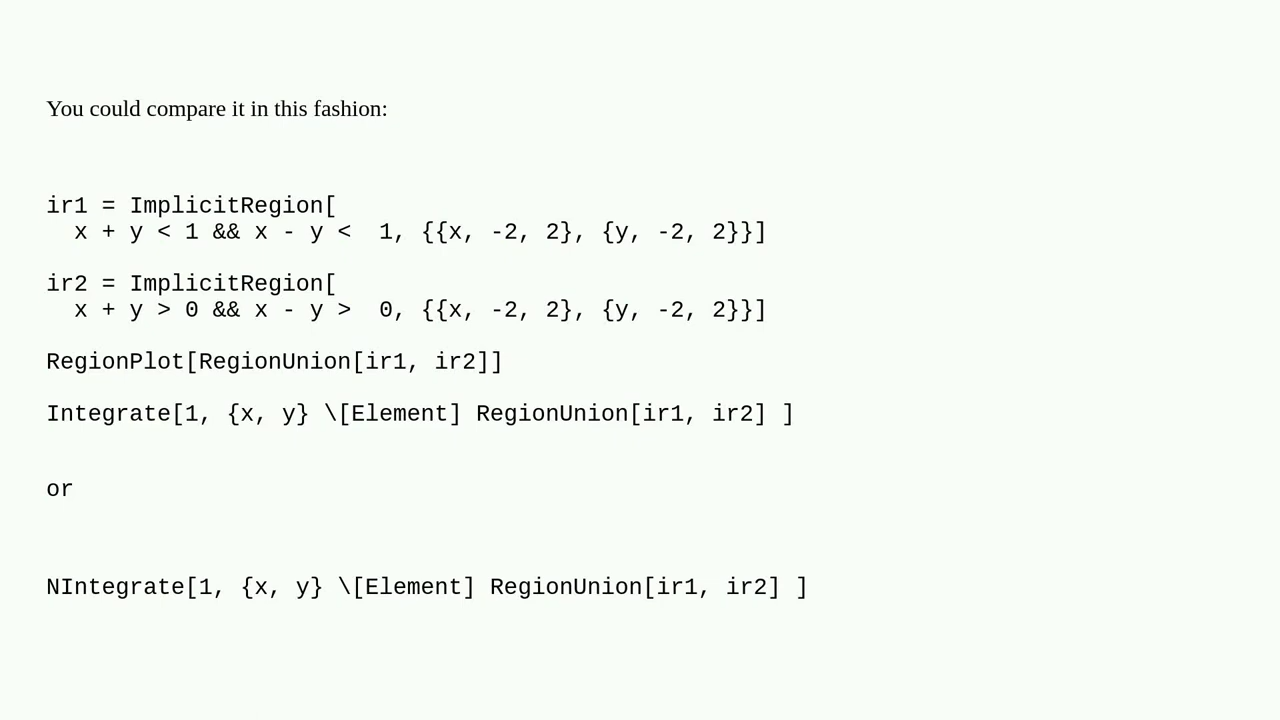 You could compare it in this fashion:
ir1 = ImplicitRegion[
  x + y < 1 && x - y <  1, {{x, -2, 2}, {y, -2, 2}}]
ir2 = ImplicitRegion[
  x + y > 0 && x - y >  0, {{x, -2, 2}, {y, -2, 2}}]
RegionPlot[RegionUnion[ir1, ir2]]
Integrate[1, {x, y} \[Element] RegionUnion[ir1, ir2] ]
or
NIntegrate[1, {x, y} \[Element] RegionUnion[ir1, ir2] ]